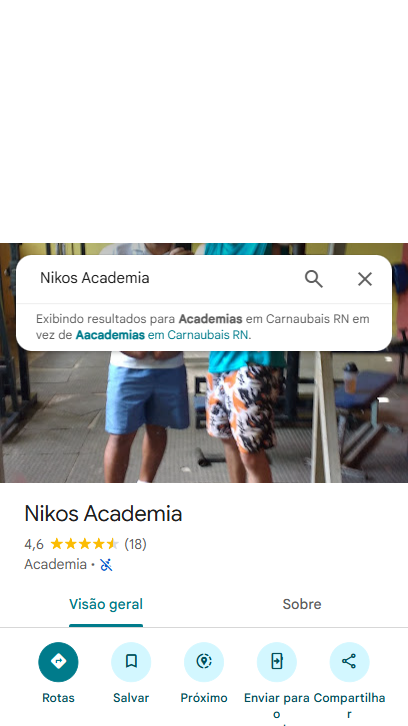 Nikos Academia
Exibindo resultados para Academias em Carnaubais RN em
vez de Aacademias em Carnaubais RN.
Nikos Academia
4,6 (18)
Academia ·
Visão geral Sobre
Rotas Salvar Próximo Enviar para o Compartilhar